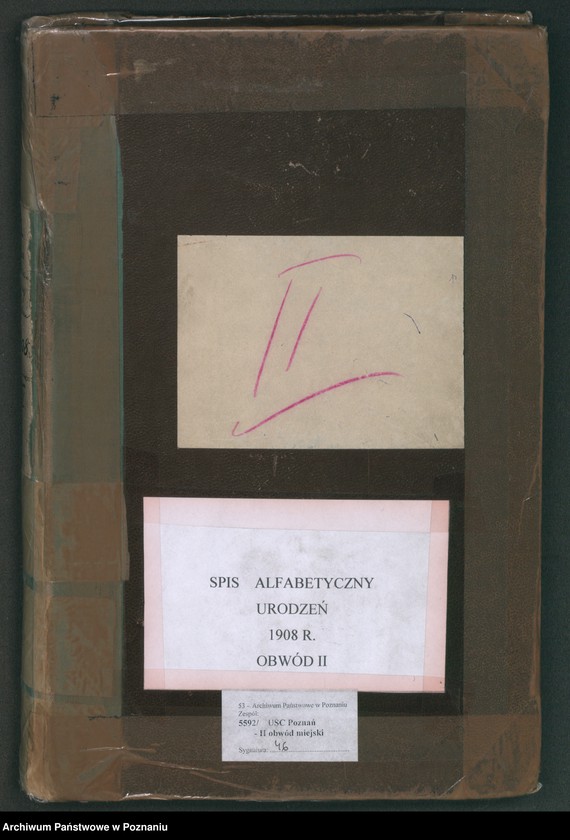 II
SPIS ALFABETYCZNY
URODZEŃ
1908 R.
OBWÓD II
53 – Archiwum Państwowe w Poznaniu
Zespół:
5592/ USC Poznań
- II obwód miejski
Sygnatura: 46
Archiwum Państwowe w Poznaniu